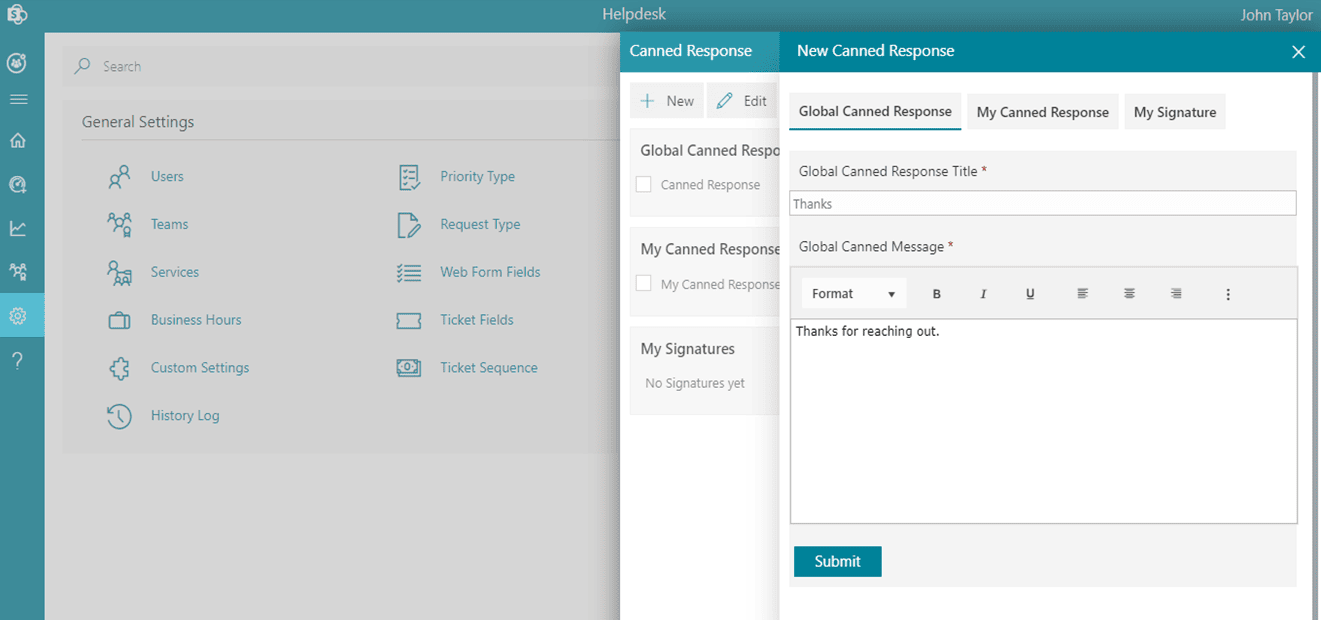 Helpdesk
John Taylor
Search
General Settings
Users
Priority Type
Teams
Request Type
Services
Web Form Fields
Business Hours
Ticket Fields
Custom Settings
Ticket Sequence
History Log
Canned Response
New
Edit
Global Canned Respo
Canned Response
My Canned Response
My Canned Response
My Signatures
No Signatures yet
New Canned Response
Global Canned Response
My Canned Response
My Signature
Global Canned Response Title *
Thanks
Global Canned Message *
Format
B
I
U
Thanks for reaching out.
Submit